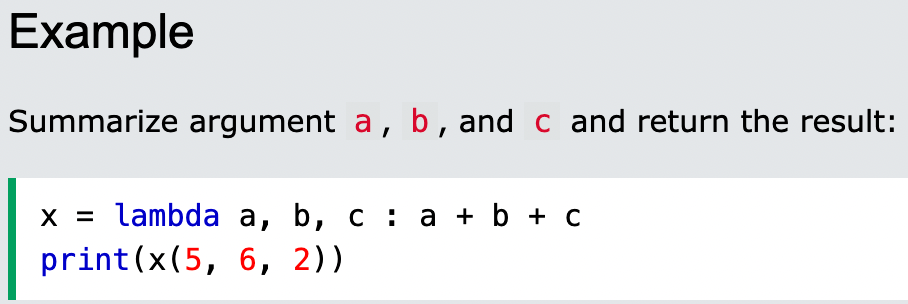 Example
Summarize argument a, b, and c and return the result:
x = lambda a, b, c : a + b + c
print(x(5, 6, 2))